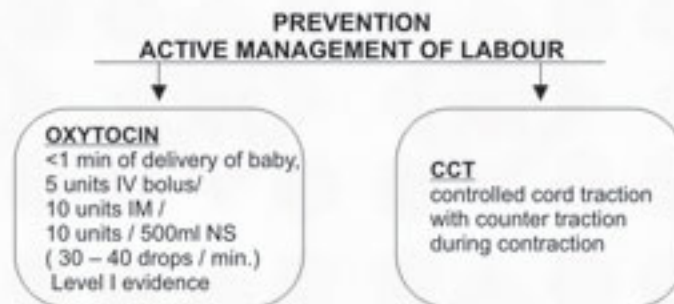 PREVENTION
ACTIVE MANAGEMENT OF LABOUR
OXYTOCIN
<1 min of delivery of baby,
5 units IV bolus/
10 units IM /
10 units / 500ml NS
( 30 – 40 drops / min.)
Level I evidence
CCT
controlled cord traction
with counter traction
during contraction